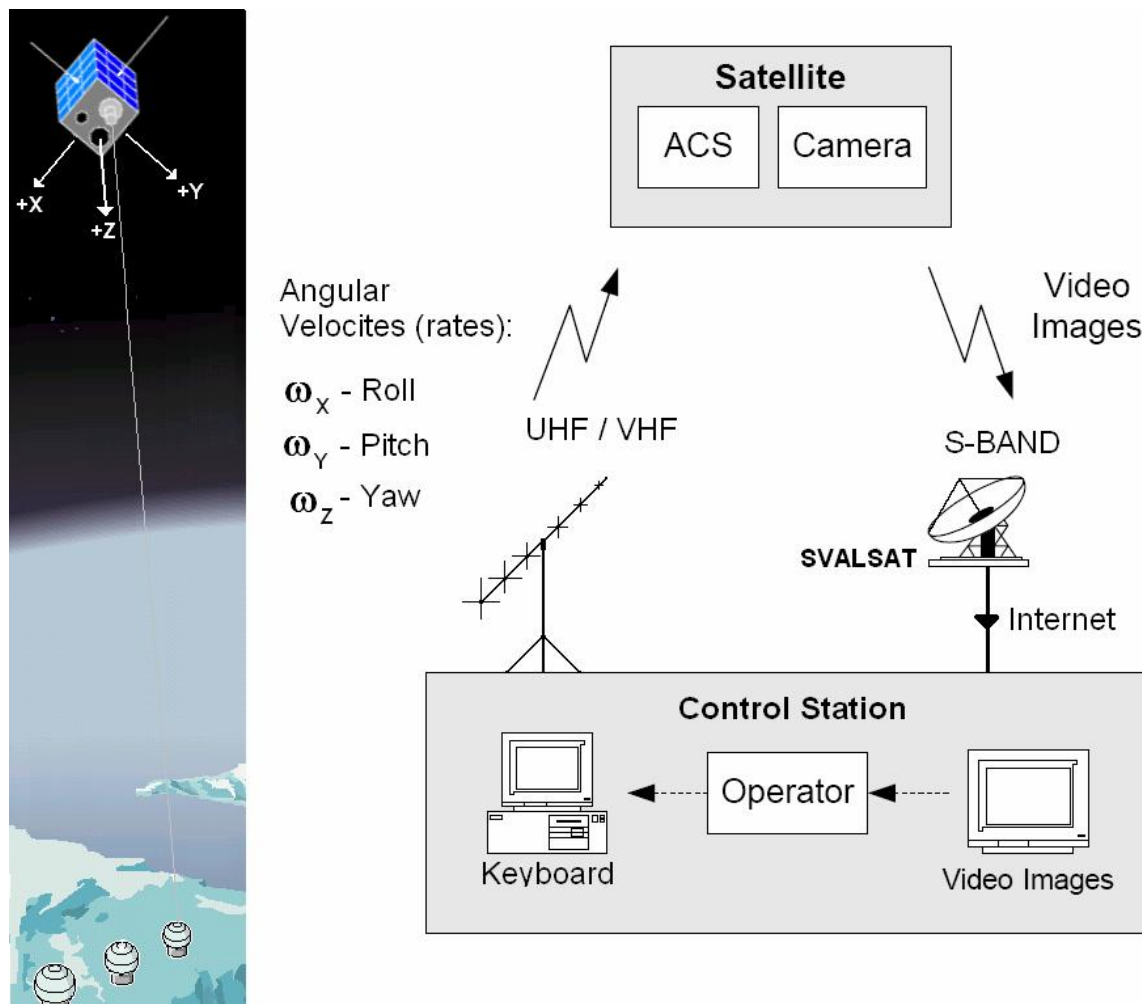 +X
+Y
+Z
Satellite
ACS
Camera
Angular
Velocites (rates):
ωX - Roll
ωY - Pitch
ωZ - Yaw
UHF / VHF
Video
Images
S-BAND
SVALSAT
Internet
Control Station
Operator
Keyboard
Video Images